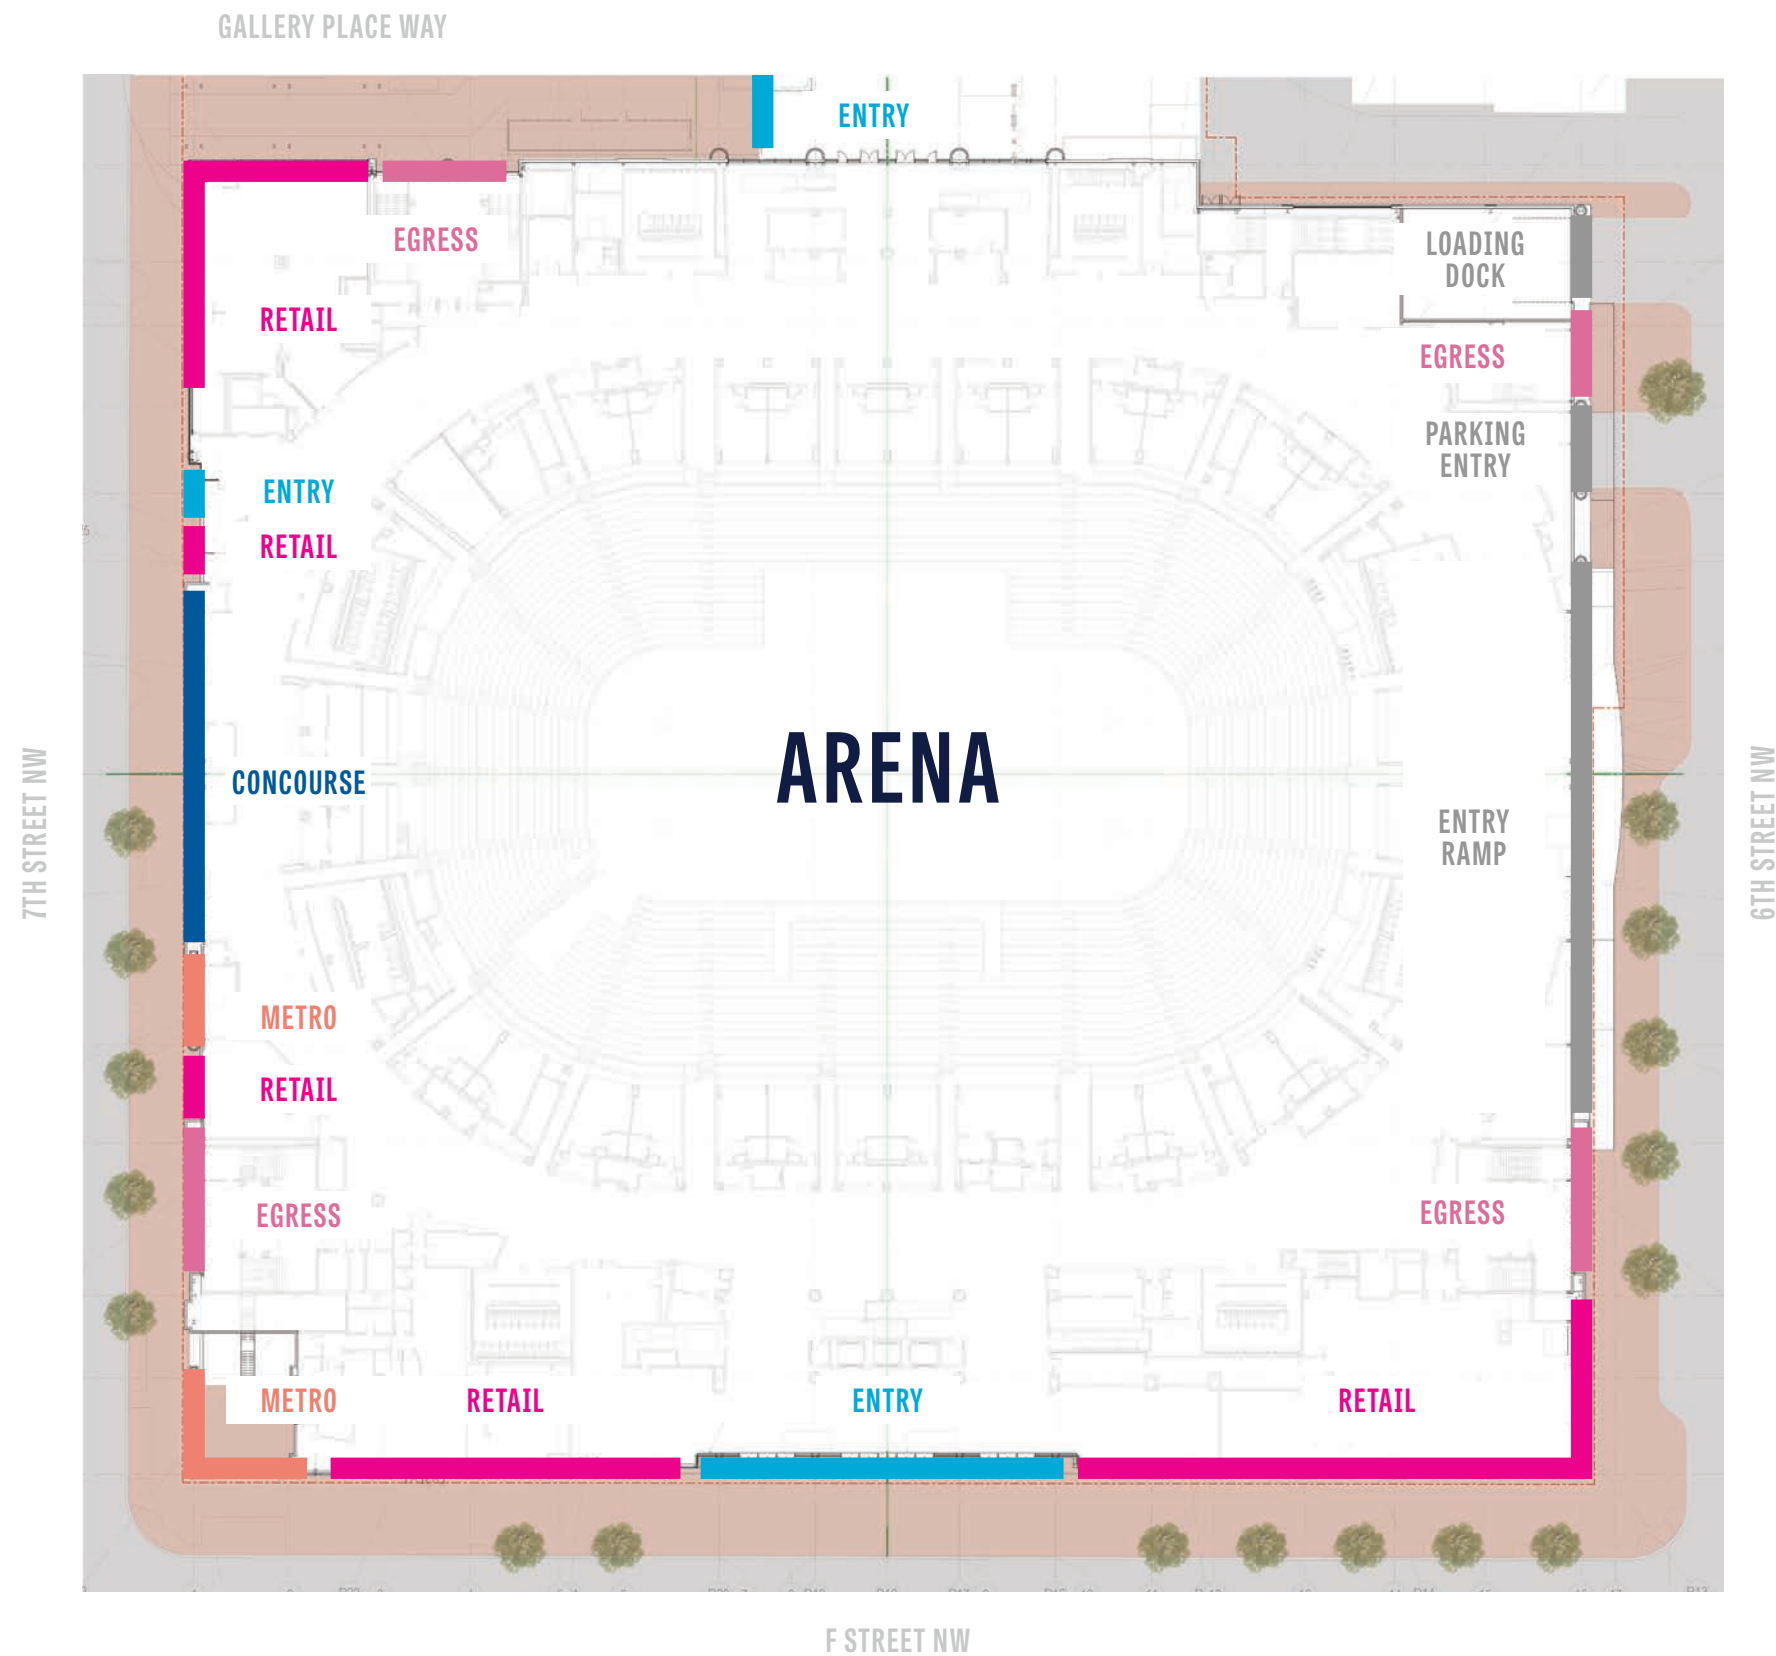 GALLERY PLACE WAY
ENTRY
EGRESS
LOADING
DOCK
RETAIL
EGRESS
PARKING
ENTRY
ENTRY
RETAIL
7TH STREET NW
CONCOURSE
ARENA
ENTRY
RAMP
6TH STREET NW
METRO
RETAIL
EGRESS
EGRESS
METRO
RETAIL
ENTRY
RETAIL
F STREET NW